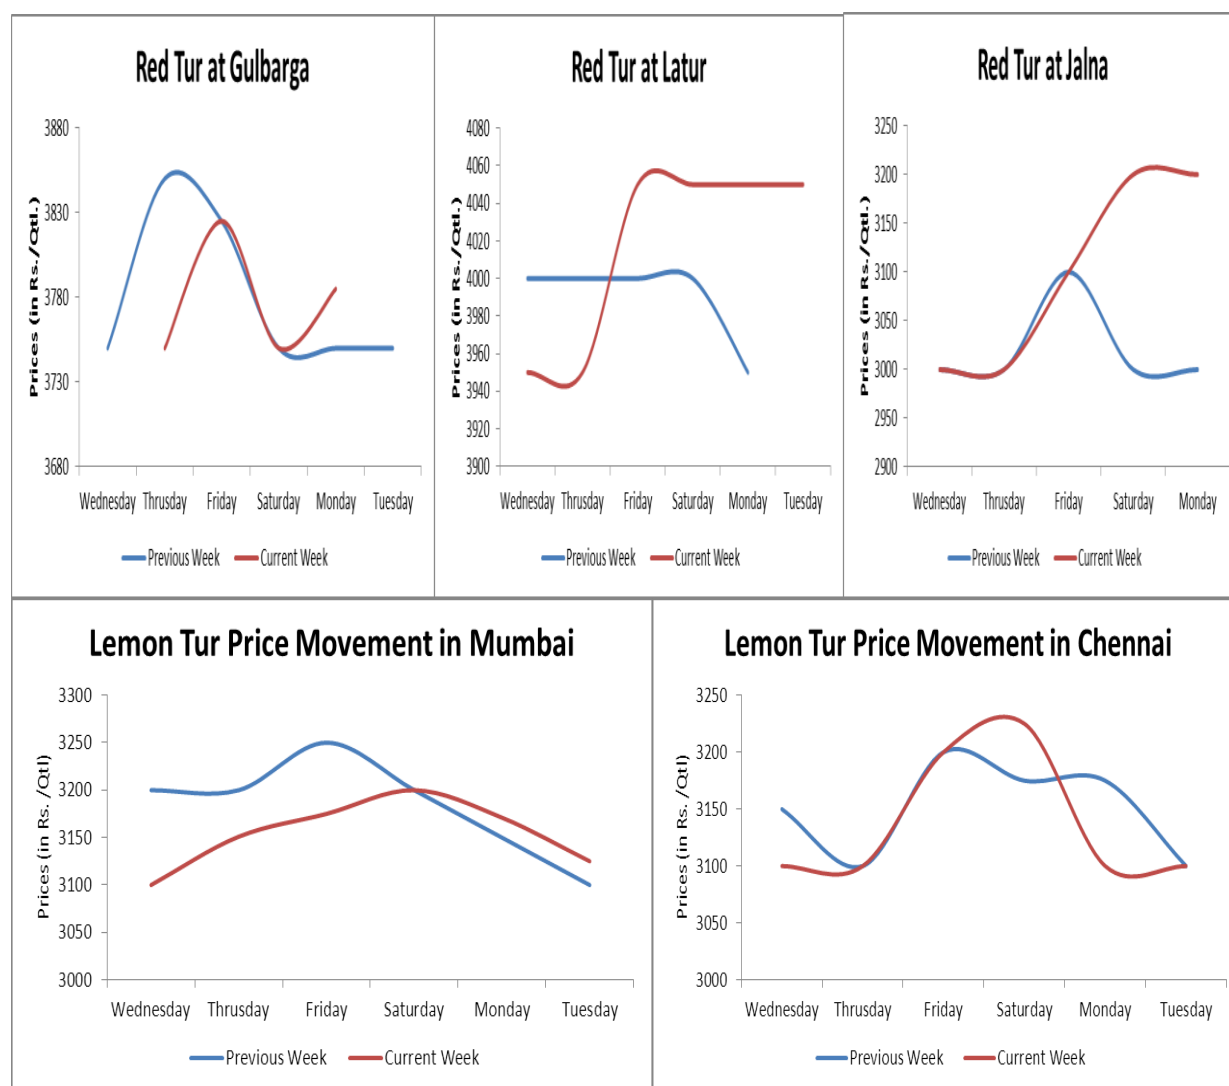 Red Tur at Gulbarga
Prices (in Rs./Qtl.)
3880
3830
3780
3730
3680
Wednesday Thrusday Friday Saturday Monday Tuesday
Previous Week Current Week
Red Tur at Latur
Prices (in Rs./Qtl.)
4080
4060
4040
4020
4000
3980
3960
3940
3920
3900
Wednesday Thrusday Friday Saturday Monday Tuesday
Previous Week Current Week
Red Tur at Jalna
Prices (in Rs./Qtl.)
3250
3200
3150
3100
3050
3000
2950
2900
Wednesday Thrusday Friday Saturday Monday
Previous Week Current Week
Lemon Tur Price Movement in Mumbai
Prices (in Rs. /Qtl)
3300
3250
3200
3150
3100
3050
3000
Wednesday Thrusday Friday Saturday Monday Tuesday
Previous Week Current Week
Lemon Tur Price Movement in Chennai
Prices (in Rs. /Qtl)
3250
3200
3150
3100
3050
3000
Wednesday Thrusday Friday Saturday Monday Tuesday
Previous Week Current Week